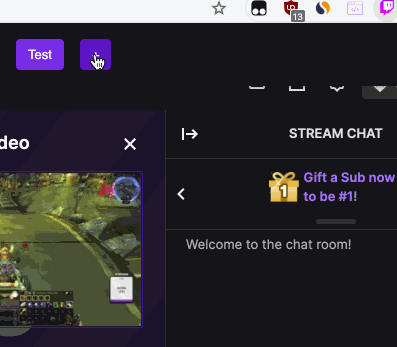 13
Test
deo
STREAM CHAT
1
Gift a Sub now
to be #1!
Welcome to the chat room!